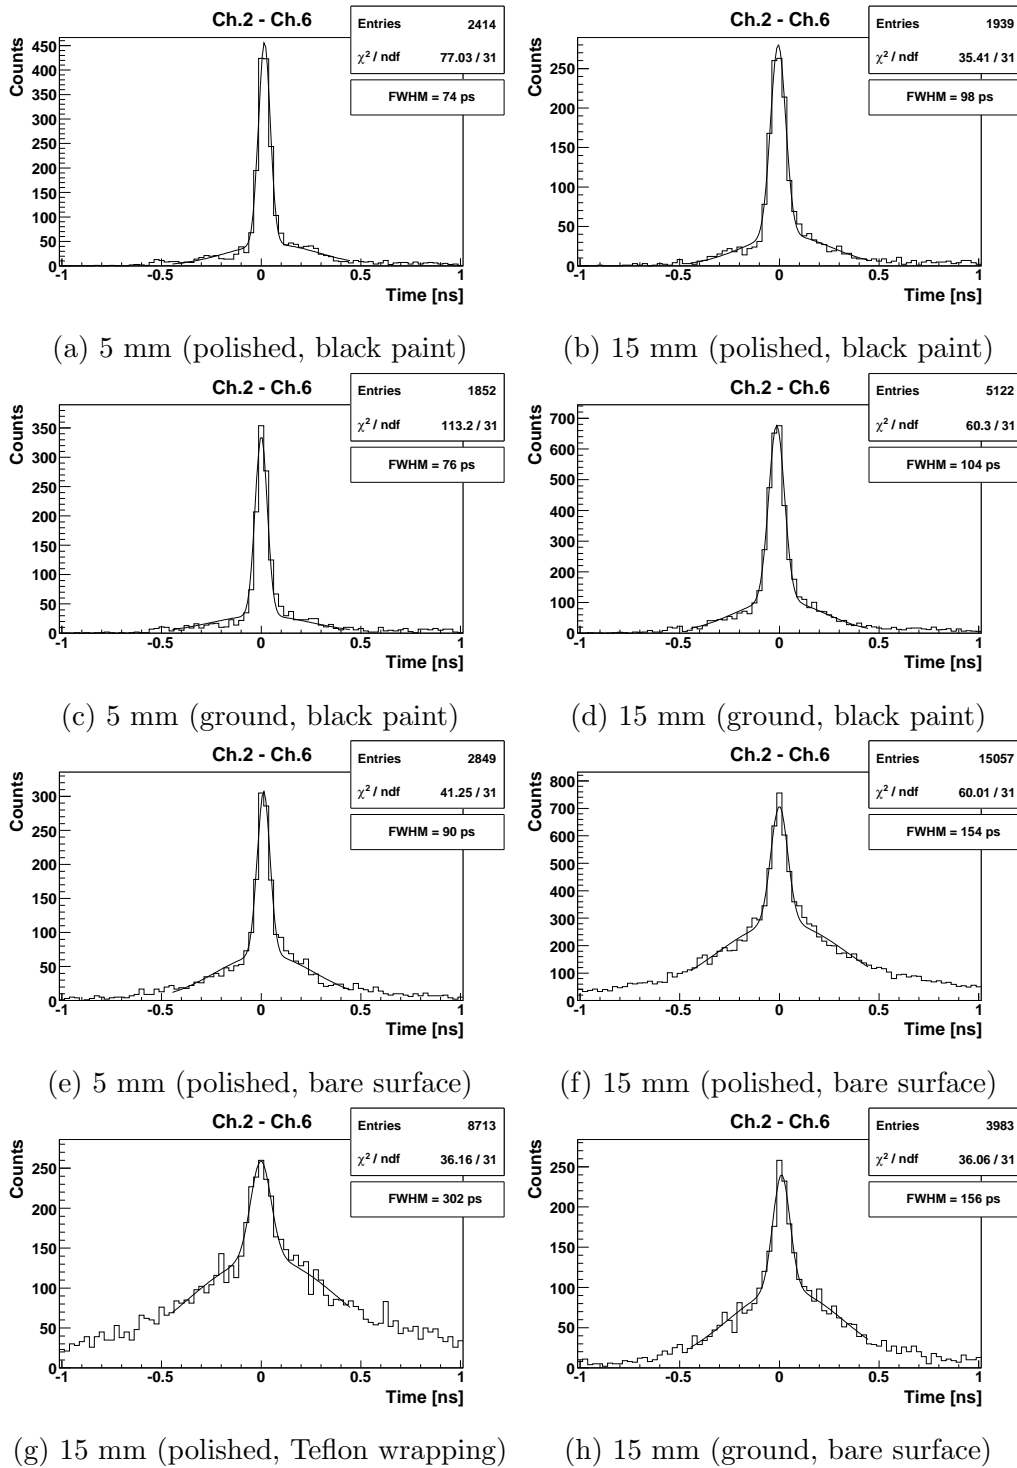 Ch.2 - Ch.6
Entries 2414
χ² / ndf 77.03 / 31
FWHM = 74 ps
Counts
450
400
350
300
250
200
150
100
50
0
-1 -0.5 0 0.5 1
Time [ns]
(a) 5 mm (polished, black paint)
Ch.2 - Ch.6
Entries 1939
χ² / ndf 35.41 / 31
FWHM = 98 ps
Counts
250
200
150
100
50
0
-1 -0.5 0 0.5 1
Time [ns]
(b) 15 mm (polished, black paint)
Ch.2 - Ch.6
Entries 1852
χ² / ndf 113.2 / 31
FWHM = 76 ps
Counts
350
300
250
200
150
100
50
0
-1 -0.5 0 0.5 1
Time [ns]
(c) 5 mm (ground, black paint)
Ch.2 - Ch.6
Entries 5122
χ² / ndf 60.3 / 31
FWHM = 104 ps
Counts
700
600
500
400
300
200
100
0
-1 -0.5 0 0.5 1
Time [ns]
(d) 15 mm (ground, black paint)
Ch.2 - Ch.6
Entries 2849
χ² / ndf 41.25 / 31
FWHM = 90 ps
Counts
300
250
200
150
100
50
0
-1 -0.5 0 0.5 1
Time [ns]
(e) 5 mm (polished, bare surface)
Ch.2 - Ch.6
Entries 15057
χ² / ndf 60.01 / 31
FWHM = 154 ps
Counts
800
700
600
500
400
300
200
100
0
-1 -0.5 0 0.5 1
Time [ns]
(f) 15 mm (polished, bare surface)
Ch.2 - Ch.6
Entries 8713
χ² / ndf 36.16 / 31
FWHM = 302 ps
Counts
250
200
150
100
50
0
-1 -0.5 0 0.5 1
Time [ns]
(g) 15 mm (polished, Teflon wrapping)
Ch.2 - Ch.6
Entries 3983
χ² / ndf 36.06 / 31
FWHM = 156 ps
Counts
250
200
150
100
50
0
-1 -0.5 0 0.5 1
Time [ns]
(h) 15 mm (ground, bare surface)